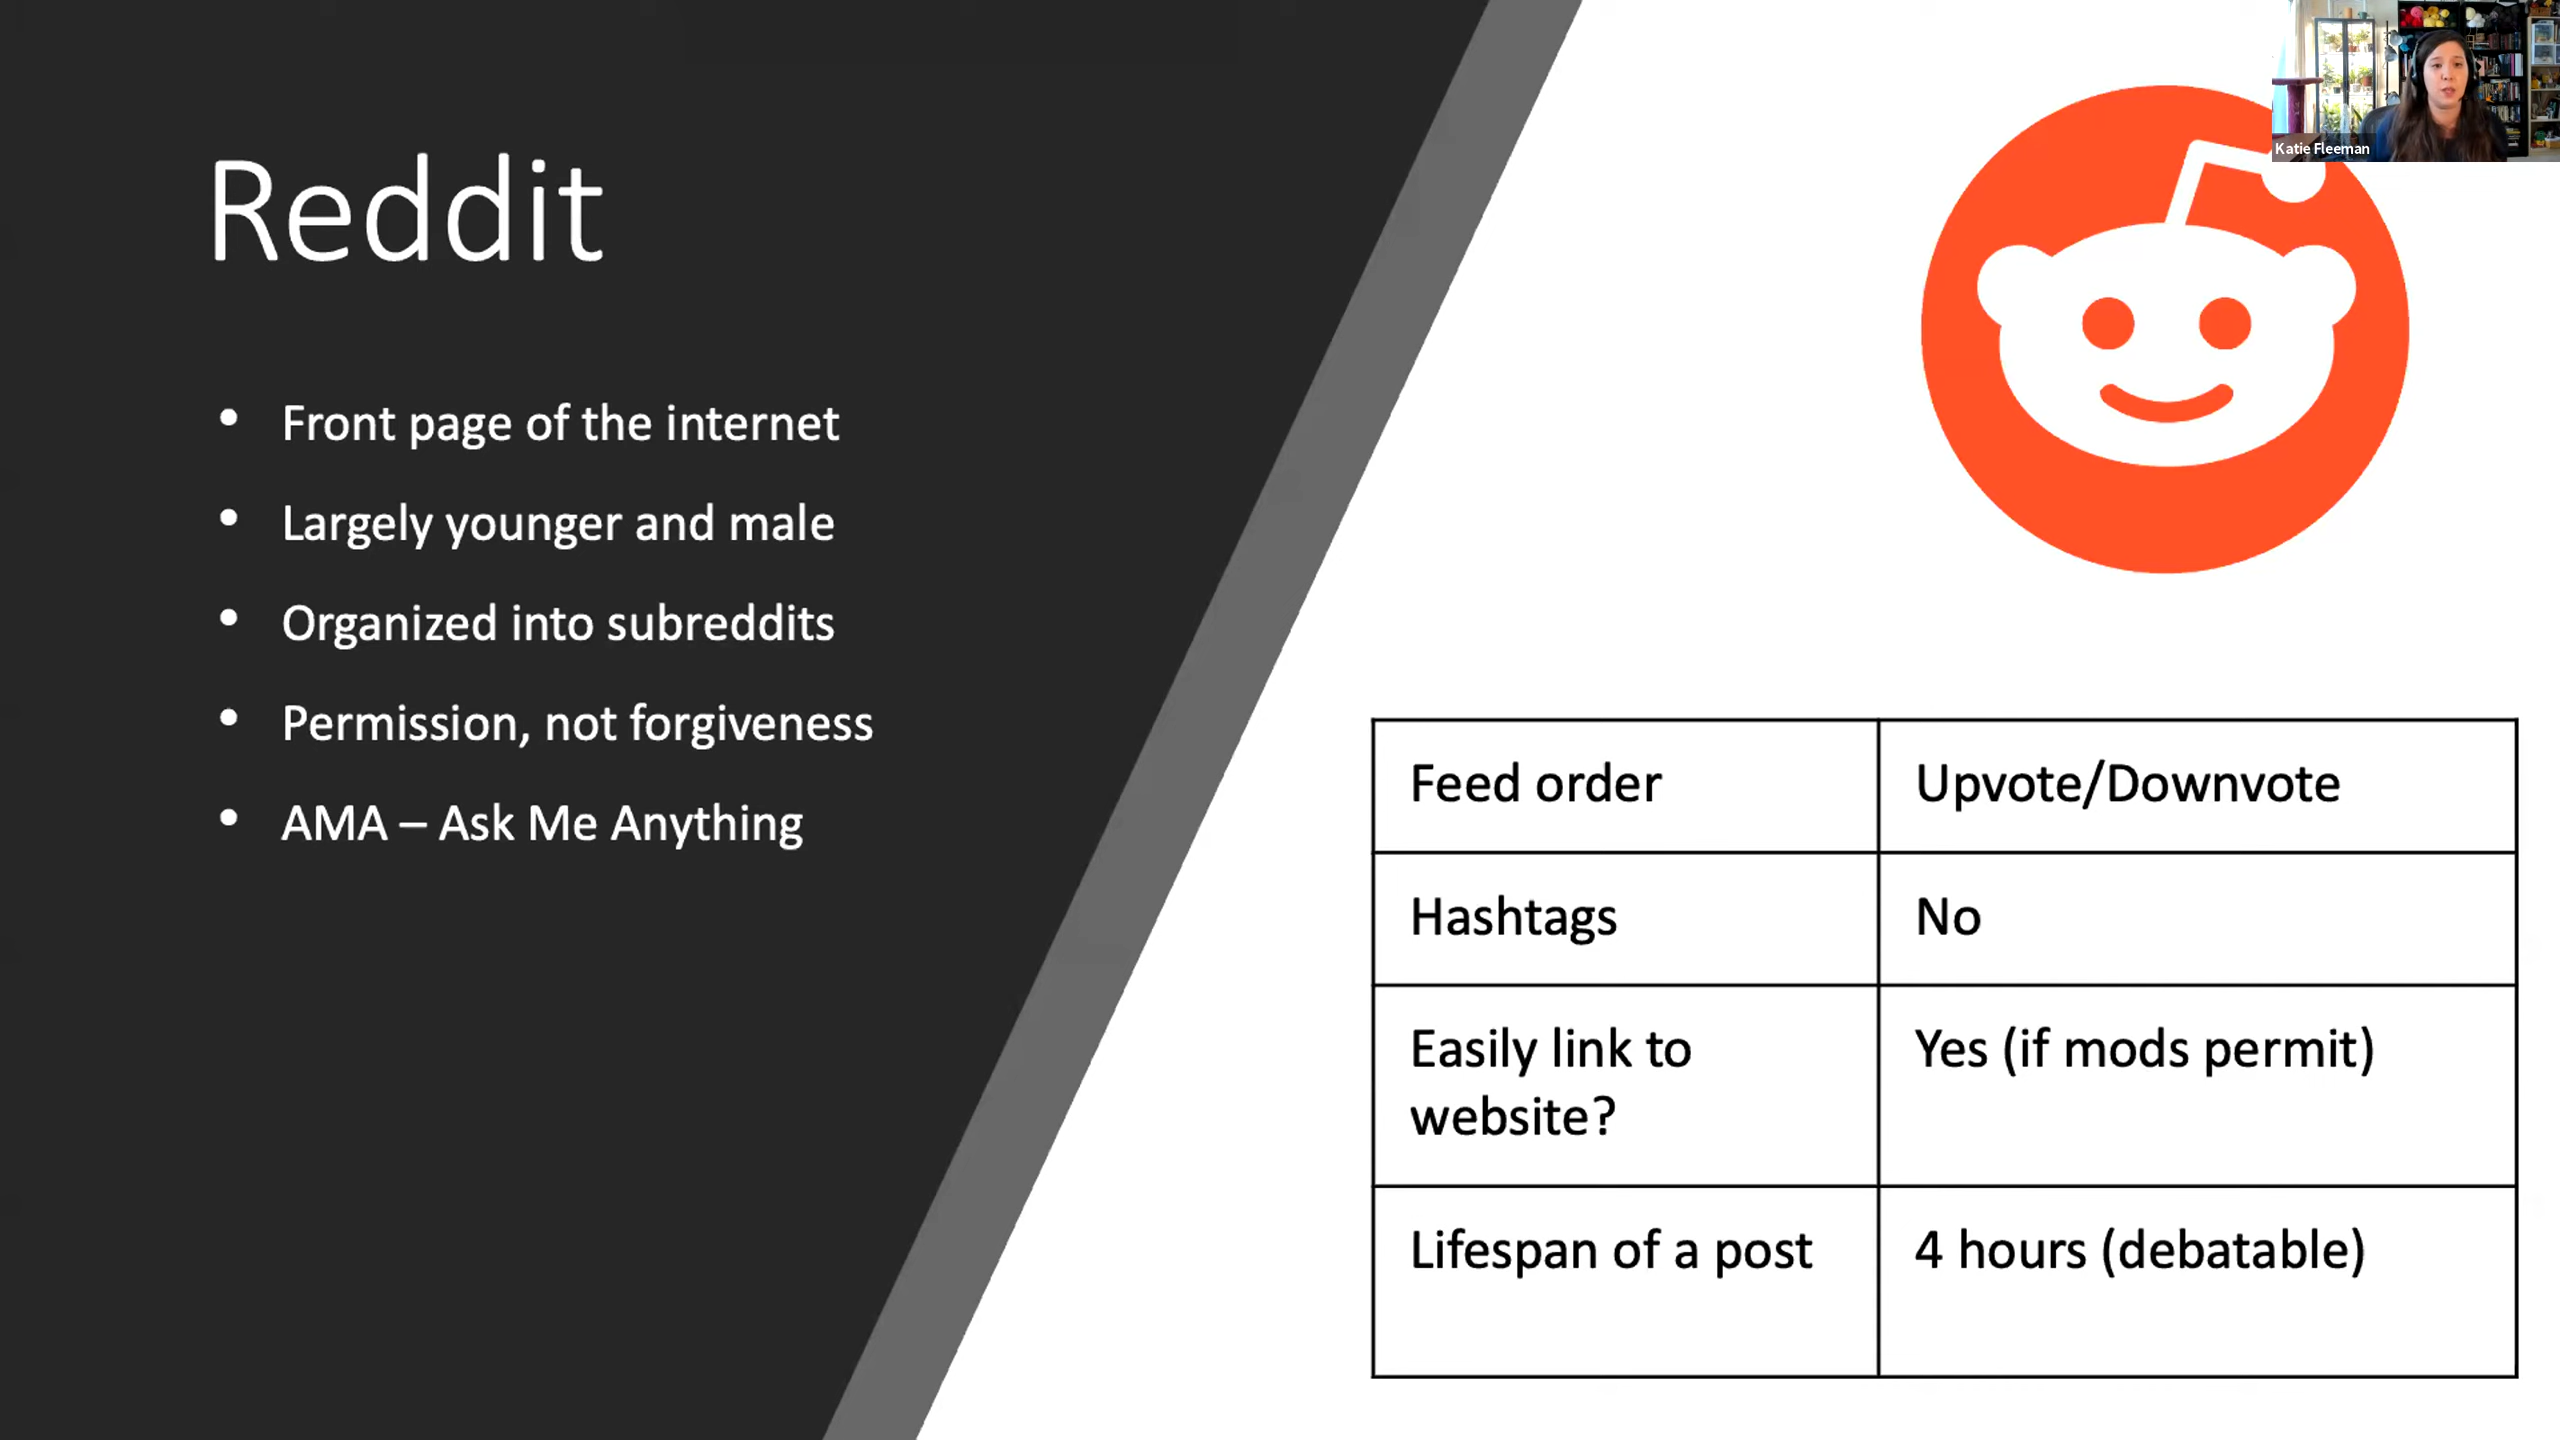 Katie Fleeman
Reddit
• Front page of the internet
• Largely younger and male
• Organized into subreddits
• Permission, not forgiveness
• AMA – Ask Me Anything
Feed order Upvote/Downvote
Hashtags No
Easily link to Yes (if mods permit)
website?
Lifespan of a post 4 hours (debatable)